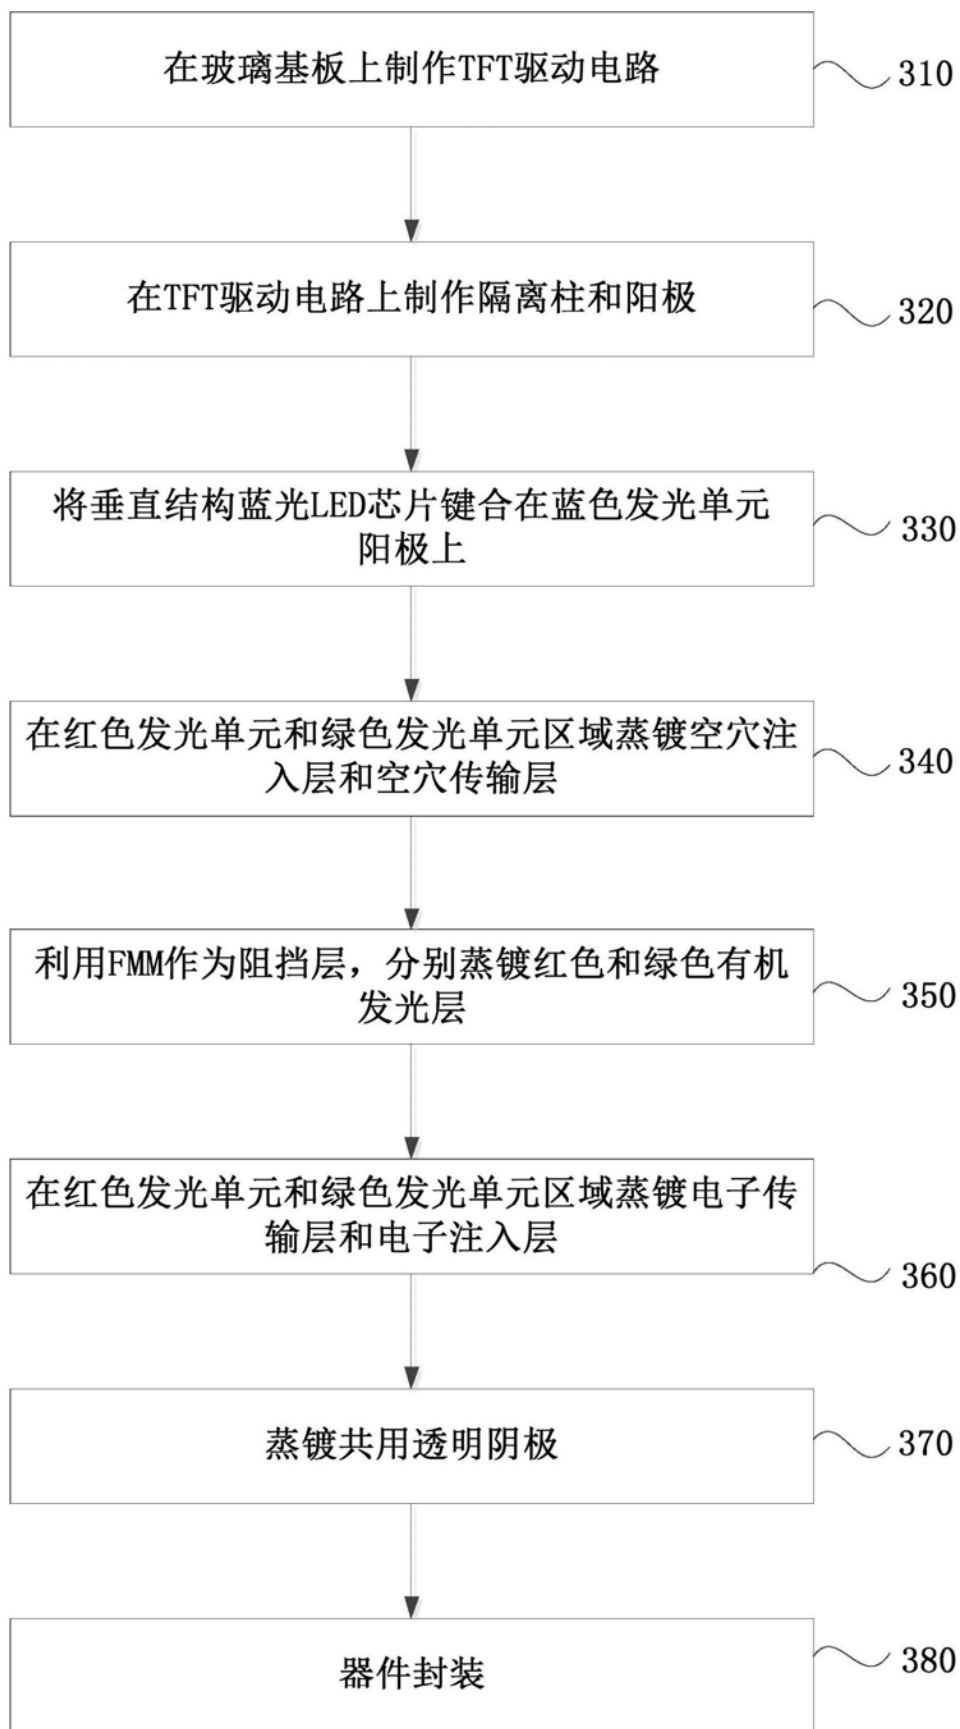 在玻璃基板上制作TFT驱动电路
310
在TFT驱动电路上制作隔离柱和阳极
320
将垂直结构蓝光LED芯片键合在蓝色发光单元
阳极上
330
在红色发光单元和绿色发光单元区域蒸镀空穴注
入层和空穴传输层
340
利用FMM作为阻挡层，分别蒸镀红色和绿色有机
发光层
350
在红色发光单元和绿色发光单元区域蒸镀电子传
输层和电子注入层
360
蒸镀共用透明阴极
370
器件封装
380